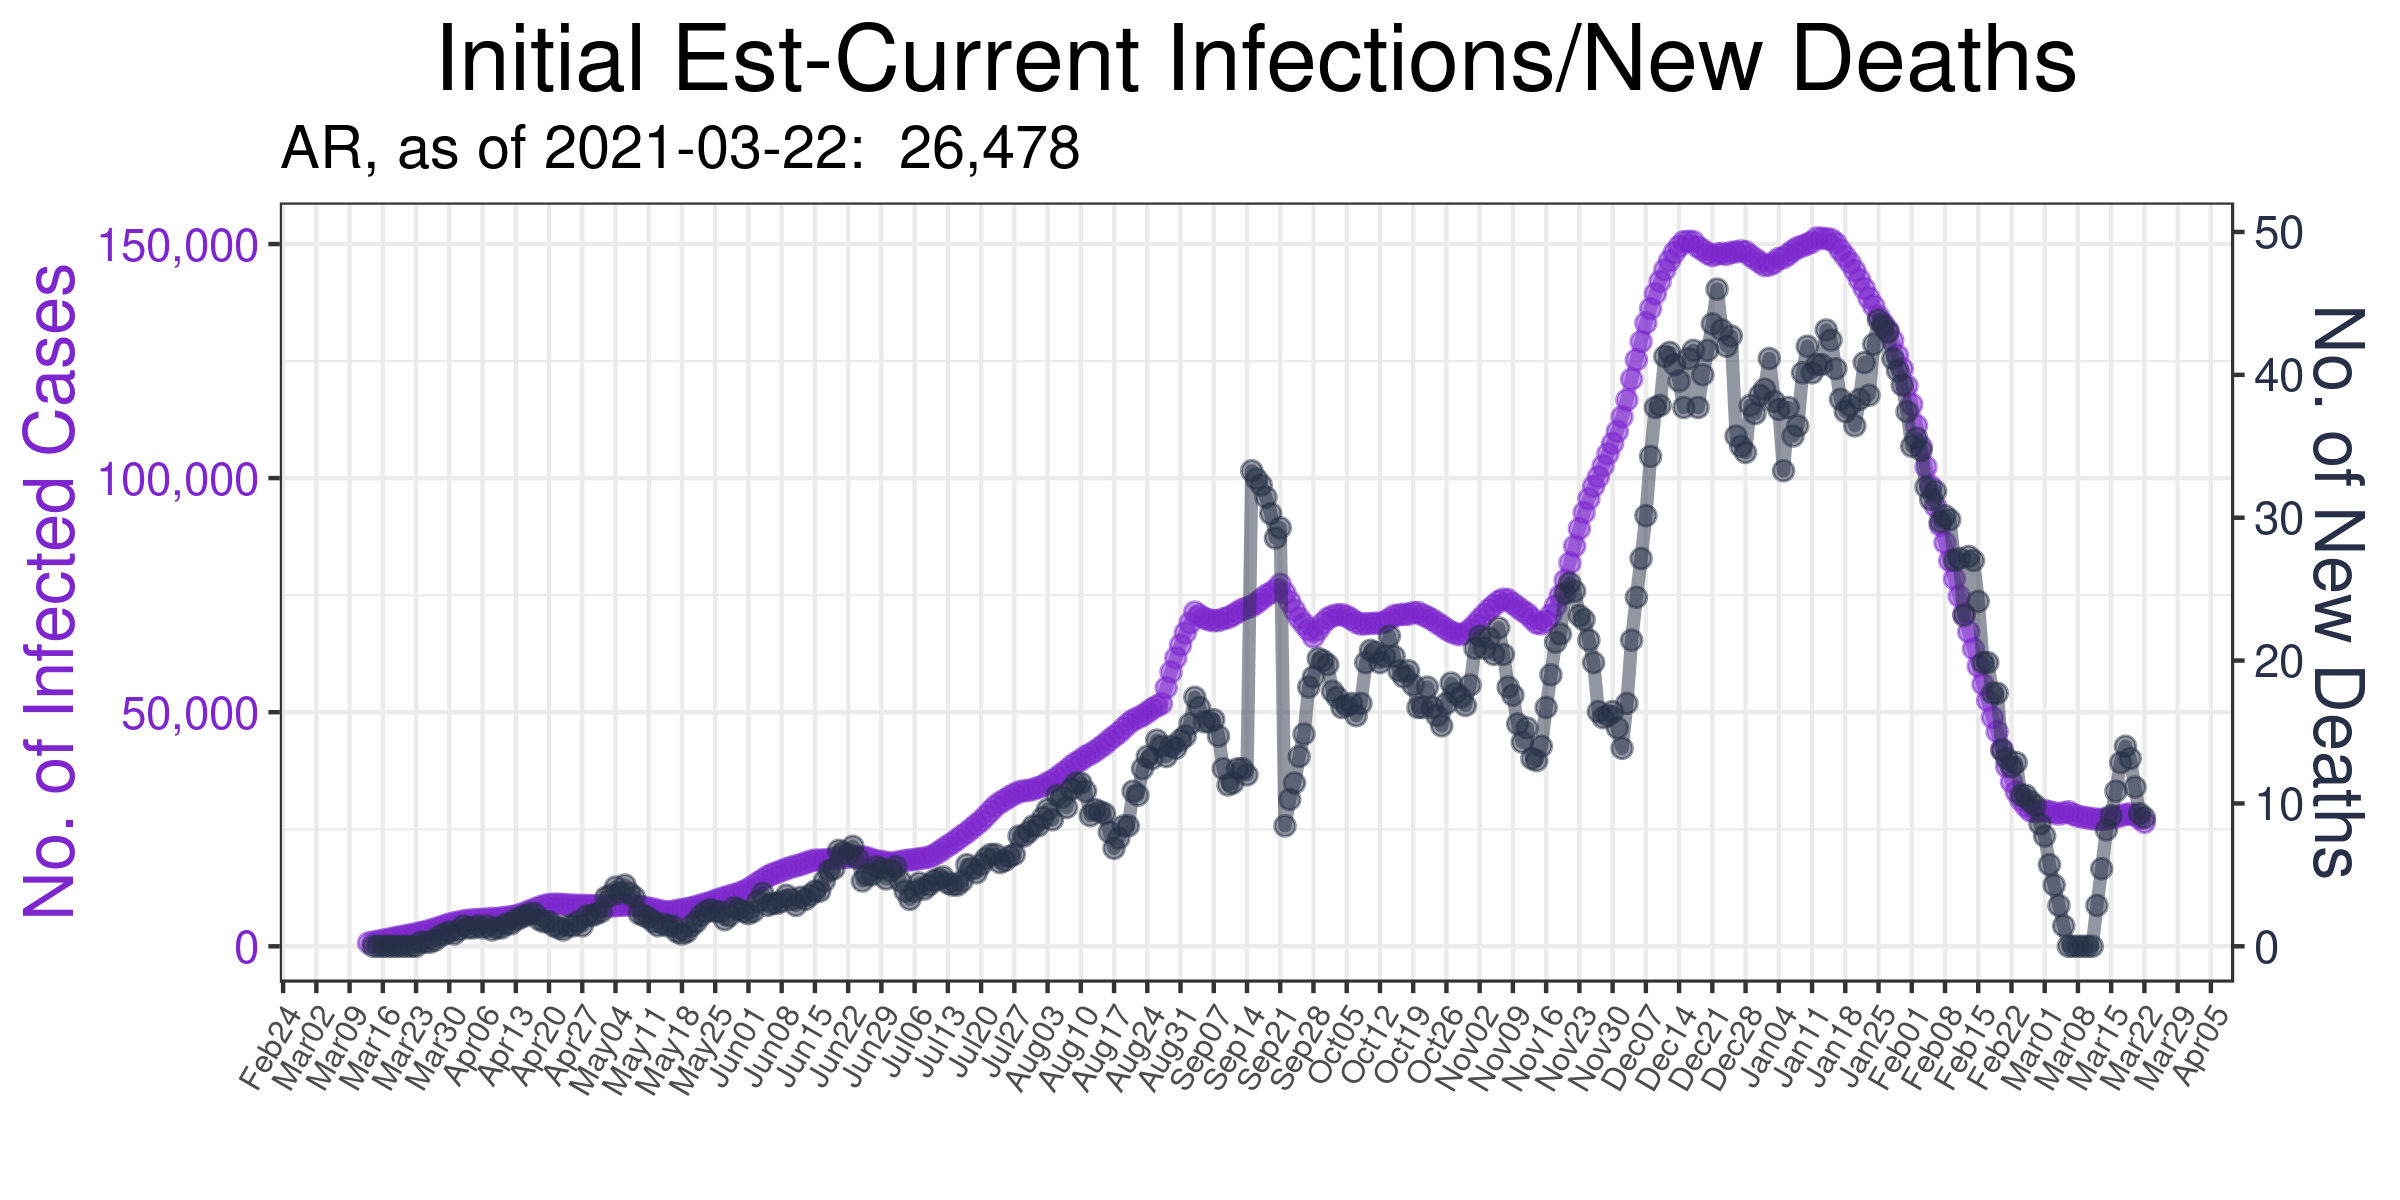 Initial Est-Current Infections/New Deaths
AR, as of 2021-03-22:  26,478
No. of Infected Cases
150,000
100,000
50,000
0
50
40
30
20
10
0
No. of New Deaths
Feb24
Mar02
Mar09
Mar16
Mar23
Mar30
Apr06
Apr13
Apr20
Apr27
May04
May11
May18
May25
Jun01
Jun08
Jun15
Jun22
Jun29
Jul06
Jul13
Jul20
Jul27
Aug03
Aug10
Aug17
Aug24
Aug31
Sep07
Sep14
Sep21
Sep28
Oct05
Oct12
Oct19
Oct26
Nov02
Nov09
Nov16
Nov23
Nov30
Dec07
Dec14
Dec21
Dec28
Jan04
Jan11
Jan18
Jan25
Feb01
Feb08
Feb15
Feb22
Mar01
Mar08
Mar15
Mar22
Mar29
Apr05